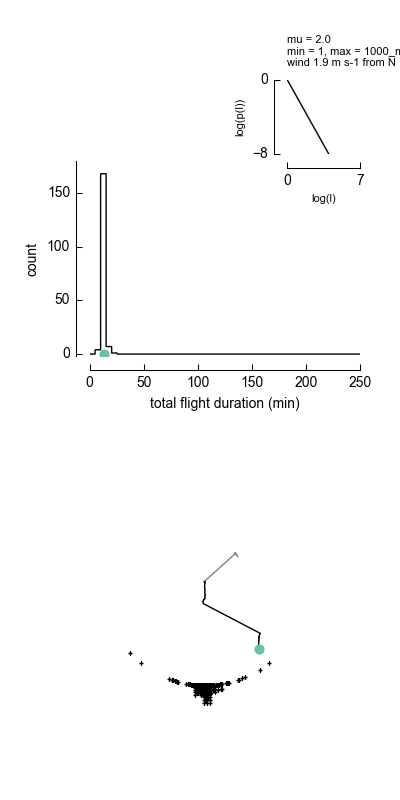 mu = 2.0
min = 1, max = 1000_m
wind 1.9 m s-1 from N
0
−8
log(p(l))
0 7
log(l)
150
100
50
0
count
0 50 100 150 200 250
total flight duration (min)